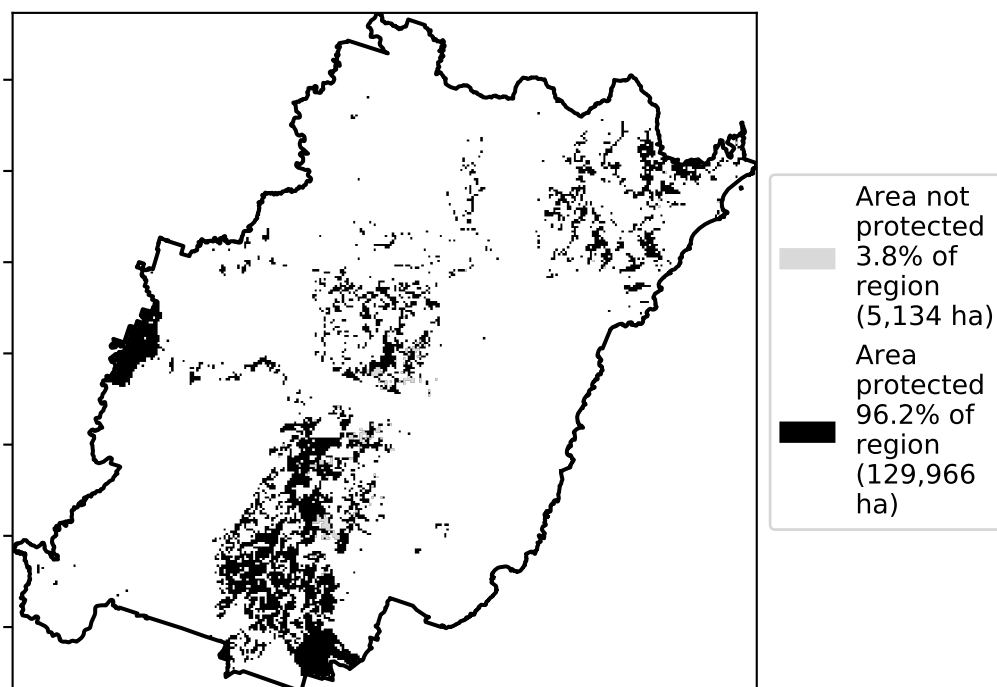 Area not
protected
3.8% of
region
(5,134 ha)
Area
protected
96.2% of
region
(129,966
ha)